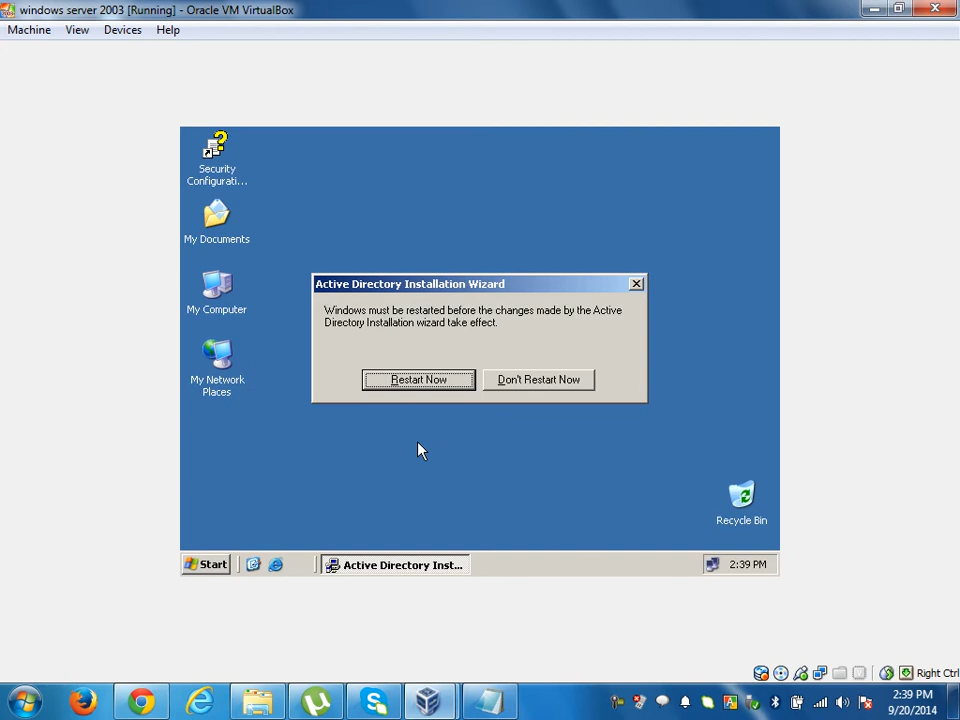 windows server 2003 [Running] - Oracle VM VirtualBox
Machine View Devices Help
Security
Configurati...
My Documents
My Computer
My Network
Places
Active Directory Installation Wizard
Windows must be restarted before the changes made by the Active
Directory Installation wizard take effect.
Restart Now Don't Restart Now
Recycle Bin
Start Active Directory Inst... 2:39 PM
Right Ctrl
2:39 PM
9/20/2014